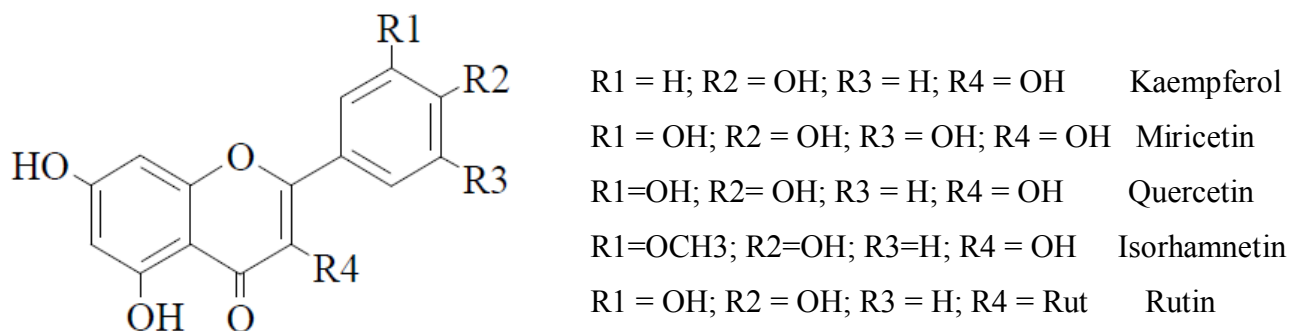 R1
R2
R3
R4
HO
O
OH
O
R1 = H; R2 = OH; R3 = H; R4 = OH Kaempferol
R1 = OH; R2 = OH; R3 = OH; R4 = OH Miricetin
R1=OH; R2= OH; R3 = H; R4 = OH Quercetin
R1=OCH3; R2=OH; R3=H; R4 = OH Isorhamnetin
R1 = OH; R2 = OH; R3 = H; R4 = Rut Rutin